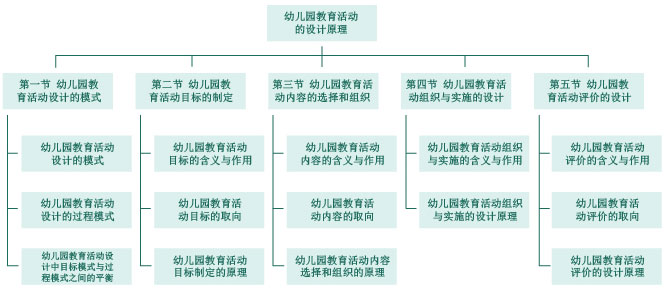 幼儿园教育活动
的设计原理
第一节 幼儿园教
育活动设计的模式
第二节 幼儿园教
育活动目标的制定
第三节 幼儿园教育活
动内容的选择和组织
第四节 幼儿园教育活
动组织与实施的设计
第五节 幼儿园教
育活动评价的设计
幼儿园教育活动
设计的模式
幼儿园教育活动
目标的含义与作用
幼儿园教育活动
内容的含义与作用
幼儿园教育活动组织
与实施的含义与作用
幼儿园教育活动
评价的含义与作用
幼儿园教育活动
设计的过程模式
幼儿园教育活
动目标的取向
幼儿园教育活
动内容的取向
幼儿园教育活动组织
与实施的设计原理
幼儿园教育活
动评价的取向
幼儿园教育活动设
计中目标模式与过
程模式之间的平衡
幼儿园教育活动
目标制定的原理
幼儿园教育活动内容
选择和组织的原理
幼儿园教育活动
评价的设计原理